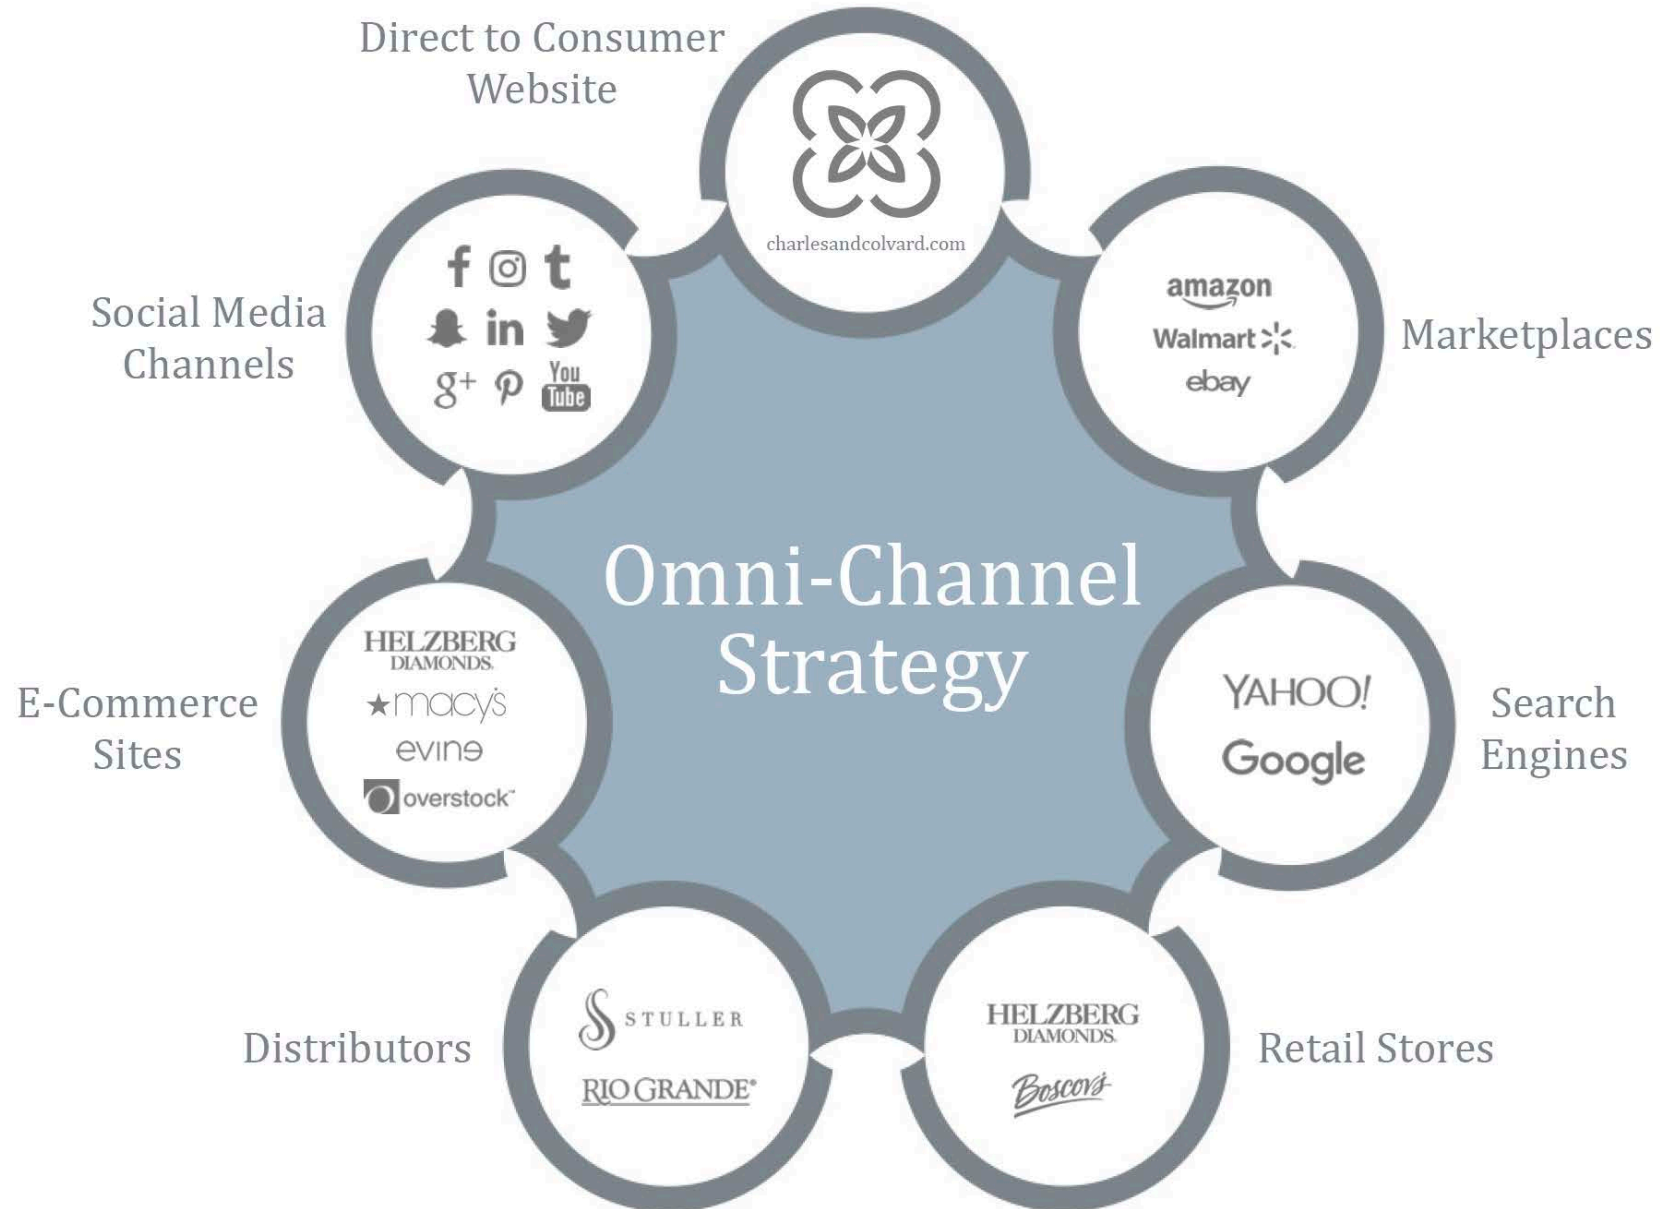 Direct to Consumer
Website
charlesandcolvard.com
Social Media
Channels
f t
in
g+
You
Tube
amazon
Walmart
ebay
Marketplaces
Omni-Channel
Strategy
E-Commerce
Sites
HELZBERG
DIAMONDS.
macy's
evine
overstock™
YAHOO!
Google
Search
Engines
Distributors
STULLER
RIO GRANDE®
HELZBERG
DIAMONDS.
Boscov's
Retail Stores